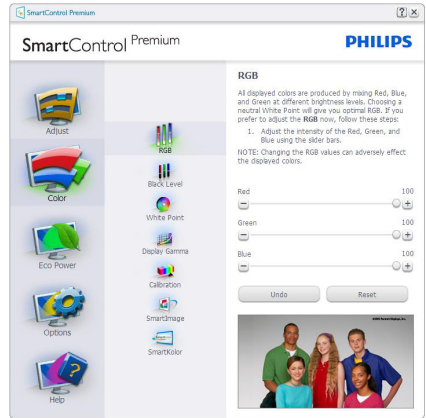 SmartControl Premium
SmartControl Premium
PHILIPS
Adjust
Color
Eco Power
Options
Help
RGB
Black Level
White Point
Display Gamma
Calibration
SmartImage
SmartKolor
RGB
All displayed colors are produced by mixing Red, Blue,
and Green at different brightness levels. Choosing a
neutral White Point will give you optimal RGB. If you
prefer to adjust the RGB now, follow these steps:
1. Adjust the intensity of the Red, Green, and
Blue using the slider bars.
NOTE: Changing the RGB values can adversely effect
the displayed colors.
Red 100
Green 100
Blue 100
Undo Reset